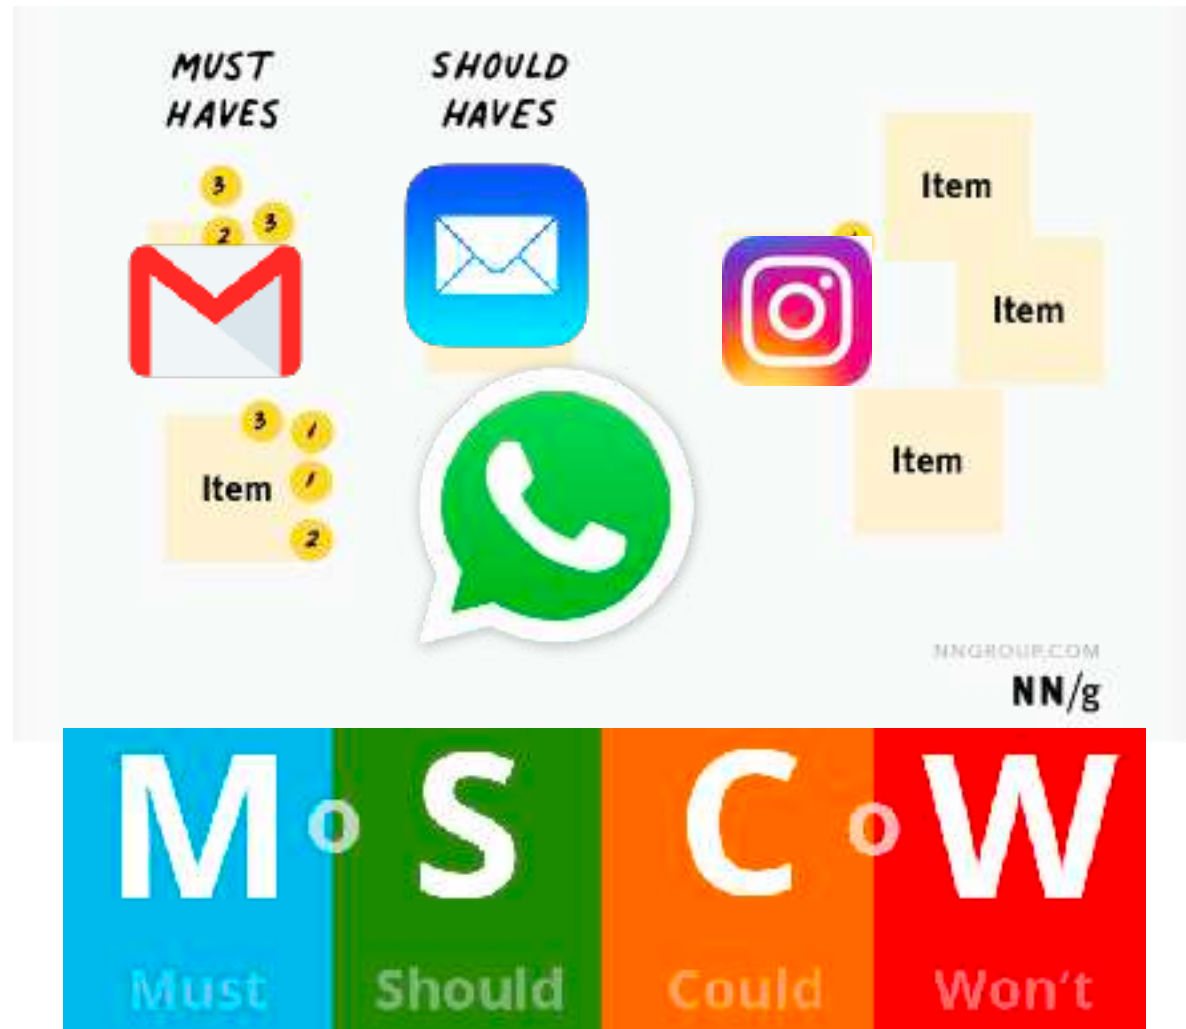 MUST
HAVES
SHOULD
HAVES
3
3
2
Item
Item
3
1
1
Item
2
Item
NNGROUP.COM
NN/g
M o S C o W
Must Should Could Won't